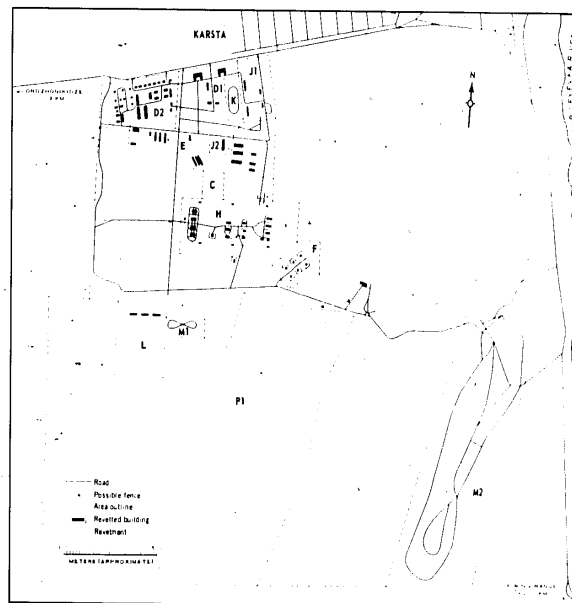 KARSTA
J1
D1
K
N
D2
E
J2
C
H
F
M1
L
P1
M2
Road
Possible fence
Area outline
Revetted building
Revetment
METERS (APPROXIMATE)